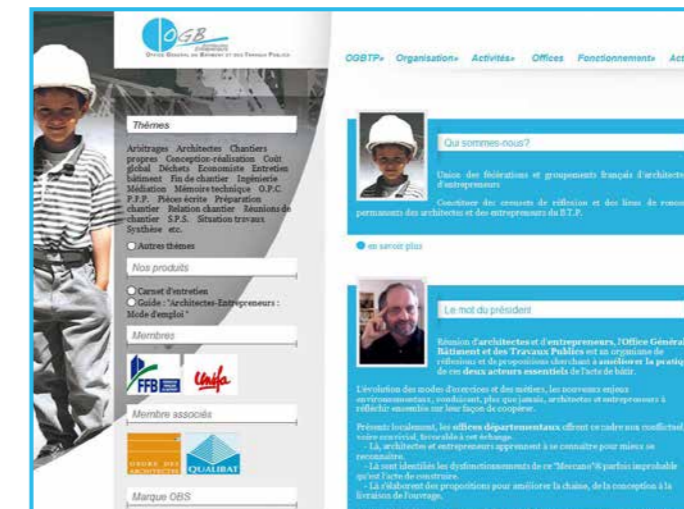 OGB
OFFICE GÉNÉRAL DU BÂTIMENT ET DES TRAVAUX PUBLICS
OGBTP» Organisation» Activités» Offices Fonctionnement» Act
Thèmes
Arbitrages Architectes Chantiers
propres Conception-réalisation Coût
global Déchets Economiste Entretien
bâtiment Fin de chantier Ingénierie
Médiation Mémoire technique O.P.C.
P.P.P. Pièces écrite Préparation
chantier Relation chantier Réunions de
chantier S.P.S. Situation travaux
Systhèse etc.
Autres thèmes
Nos produits
Carnet d'entretien
Guide : "Architectes-Entrepreneurs :
Mode d'emploi "
Membres
FFB
Unifa
Membre associés
ORDRE DES
ARCHITECTES
QUALIBAT
Marque OBS
Qui sommes-nous?
Union des fédérations et groupements français d'architecte
d'entrepreneurs
Constituer des creusets de réflexion et des lieux de rencon
permanents des architectes et des entrepreneurs du B.T.P.
en savoir plus
Le mot du président
Réunion d'architectes et d'entrepreneurs, l'Office Général
Bâtiment et des Travaux Publics est un organisme de
réflexions et de propositions cherchant à améliorer la pratiq
de ces deux acteurs essentiels de l'acte de bâtir.
L'évolution des modes d'exercices et des métiers, les nouveaux enjeux
environnementaux, conduisent, plus que jamais, architectes et entrepreneurs à
réfléchir ensemble sur leur façon de coopérer.
Présents localement, les offices départementaux offrent ce cadre non conflictuel,
voire convivial, favorable à cet échange.
- Là, architectes et entrepreneurs apprennent à se connaître pour mieux se
reconnaître.
- Là sont identifiés les dysfonctionnements de ce "Meccano"® parfois improbable
qu'est l'acte de construire.
- Là s'élaborent des propositions pour améliorer la chaine, de la conception à la
livraison de l'ouvrage.